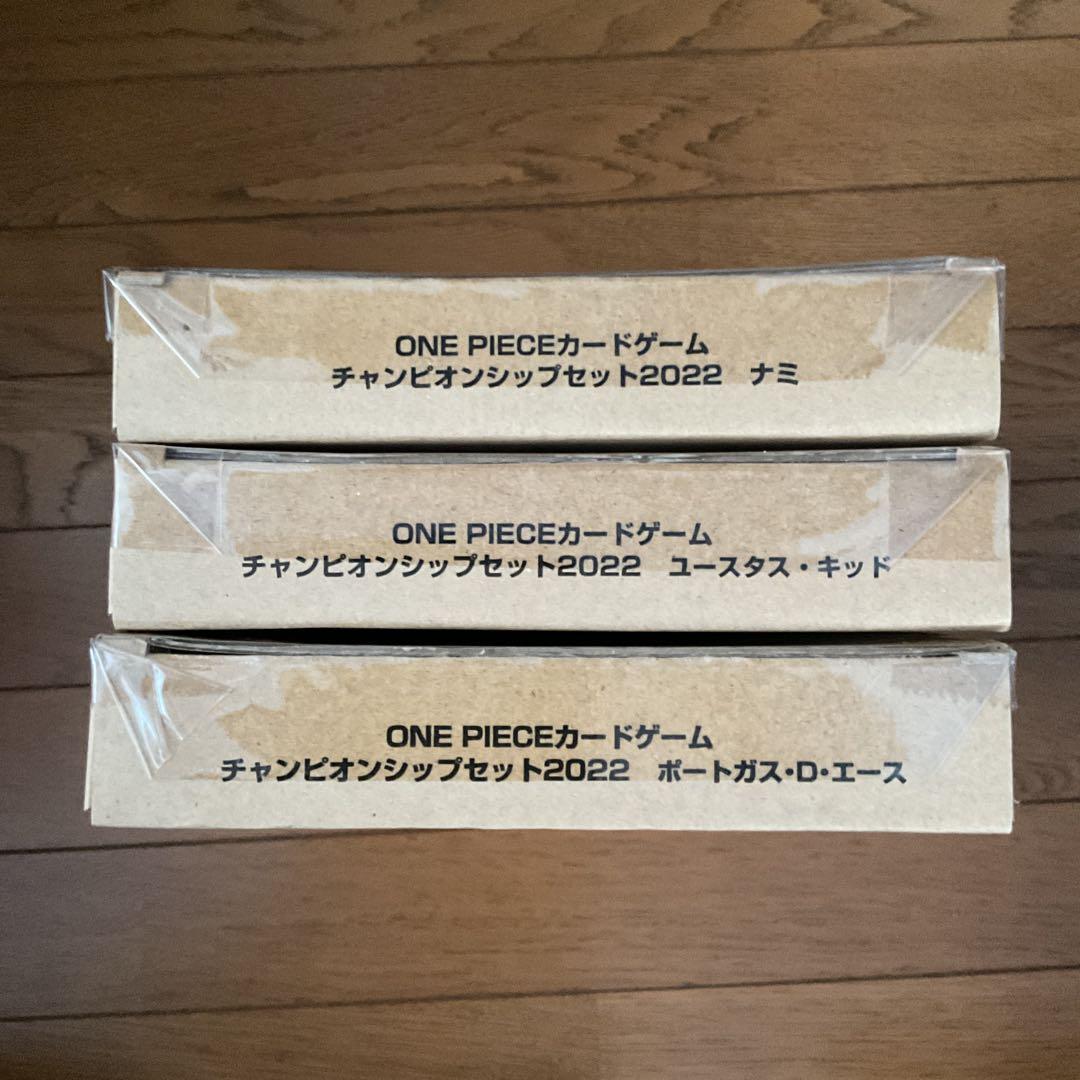 ONE PIECEカードゲーム
チャンピオンシップセット2022　ナミ
ONE PIECEカードゲーム
チャンピオンシップセット2022　ユースタス・キッド
ONE PIECEカードゲーム
チャンピオンシップセット2022　ポートガス・D・エース